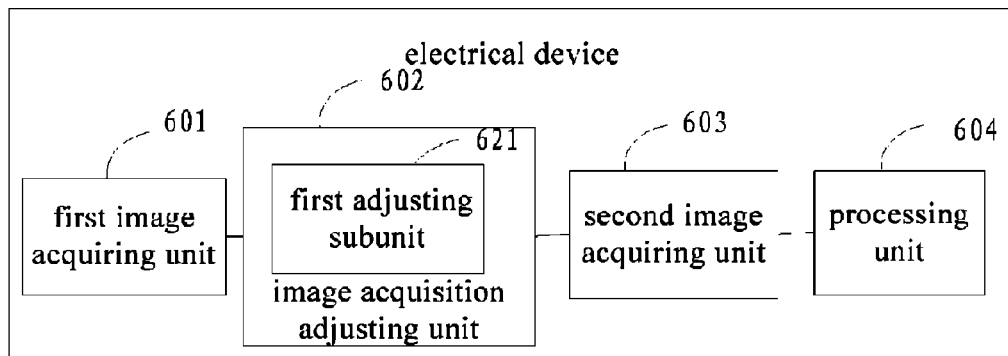 electrical device
602
601
621
603
604
first image
acquiring unit
first adjusting
subunit
image acquisition
adjusting unit
second image
acquiring unit
processing
unit